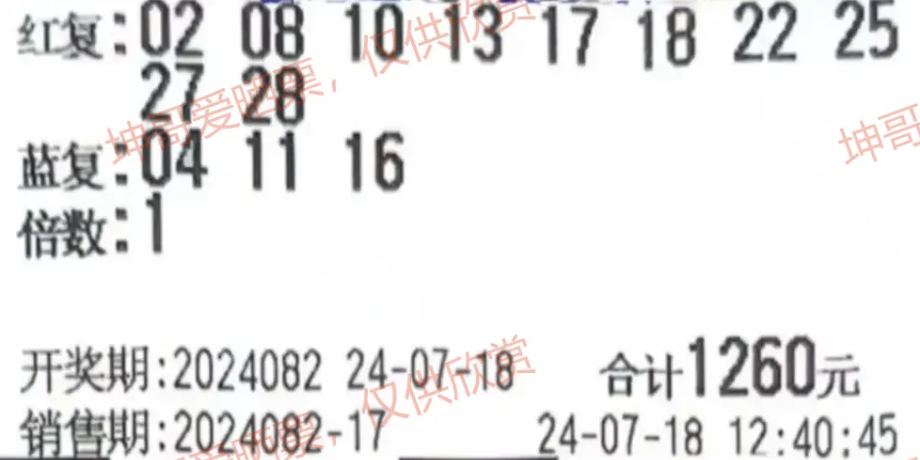 红复:02 08 10 13 17 18 22 25
27 28
蓝复:04 11 16
倍数:1
开奖期:2024082 24-07-18 合计1260元
销售期:2024082-17 24-07-18 12:40:45
坤哥爱晒票,仅供欣赏
坤哥
仅供欣赏